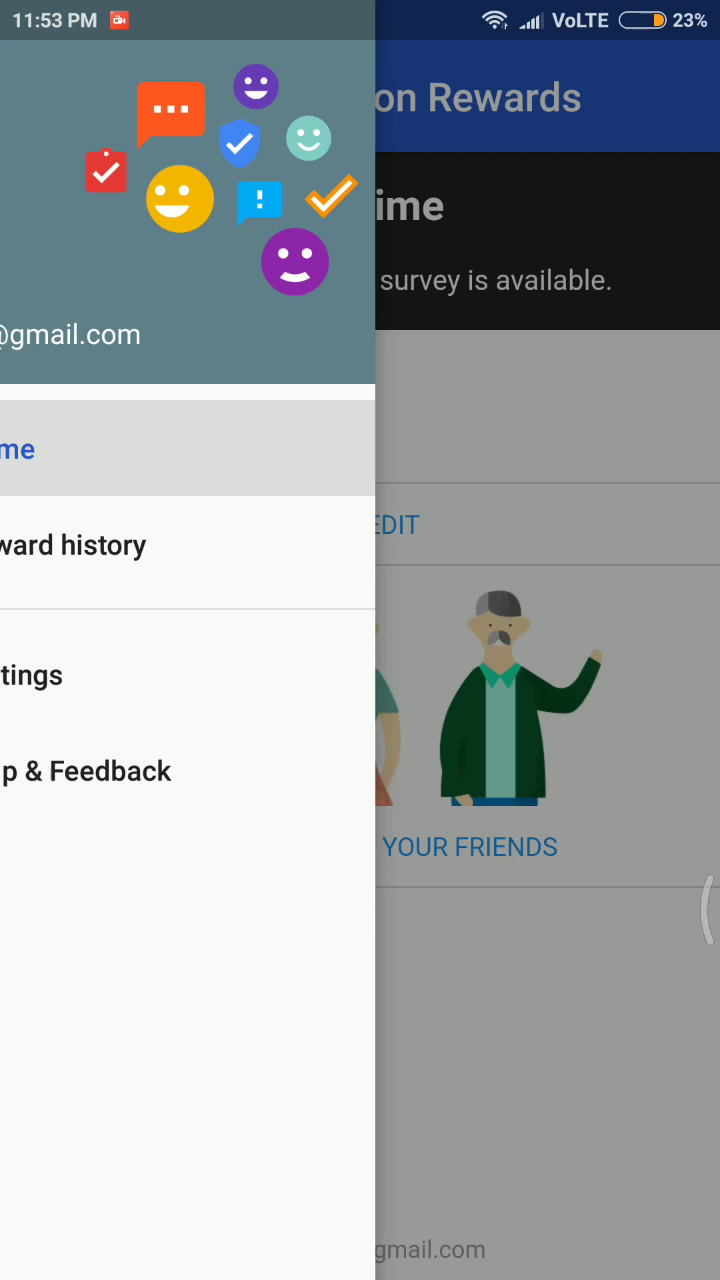 11:53 PM VoLTE 23%
on Rewards
ime
survey is available.
@gmail.com
me
ward history
EDIT
tings
p & Feedback
YOUR FRIENDS
gmail.com